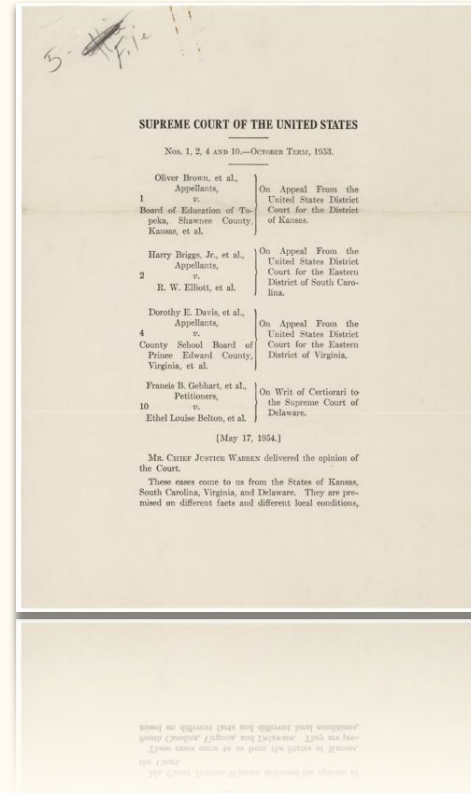 5- File
SUPREME COURT OF THE UNITED STATES
Nos. 1, 2, 4 AND 10.—OCTOBER TERM, 1953.
Oliver Brown, et al.,
Appellants,
1 v.
Board of Education of To-
peka, Shawnee County,
Kansas, et al.
On Appeal From the
United States District
Court for the District
of Kansas.
Harry Briggs, Jr., et al.,
Appellants,
2 v.
R. W. Elliott, et al.
On Appeal From the
United States District
Court for the Eastern
District of South Caro-
lina.
Dorothy E. Davis, et al.,
Appellants,
4 v.
County School Board of
Prince Edward County,
Virginia, et al.
On Appeal From the
United States District
Court for the Eastern
District of Virginia.
Francis B. Gebhart, et al.,
Petitioners,
10 v.
Ethel Louise Belton, et al.
On Writ of Certiorari to
the Supreme Court of
Delaware.
[May 17, 1954.]
MR. CHIEF JUSTICE WARREN delivered the opinion of
the Court.
These cases come to us from the States of Kansas,
South Carolina, Virginia, and Delaware. They are pre-
mised on different facts and different local conditions,